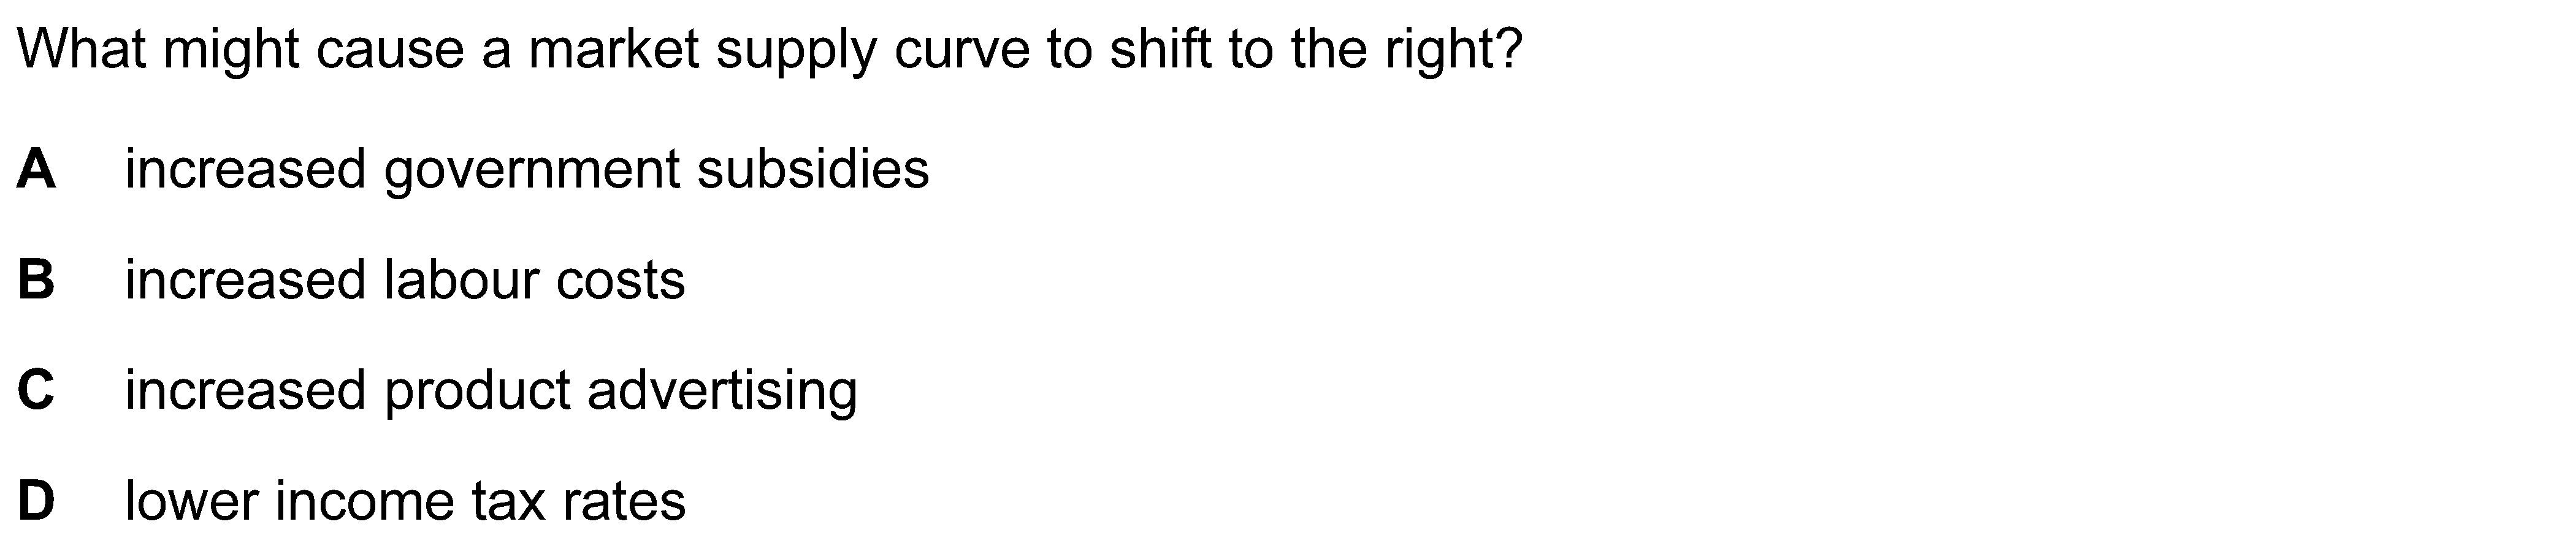 What might cause a market supply curve to shift to the right?
A increased government subsidies
B increased labour costs
C increased product advertising
D lower income tax rates